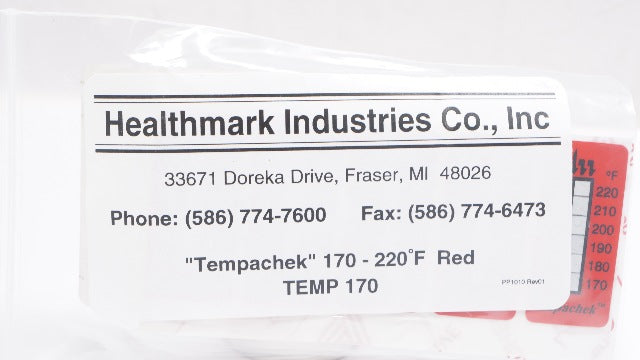 Healthmark Industries Co., Inc
33671 Doreka Drive, Fraser, MI 48026
Phone: (586) 774-7600 Fax: (586) 774-6473
"Tempachek" 170 - 220°F Red
TEMP 170
PP1010 Rev01
°F
220
210
200
190
180
170
pachek™